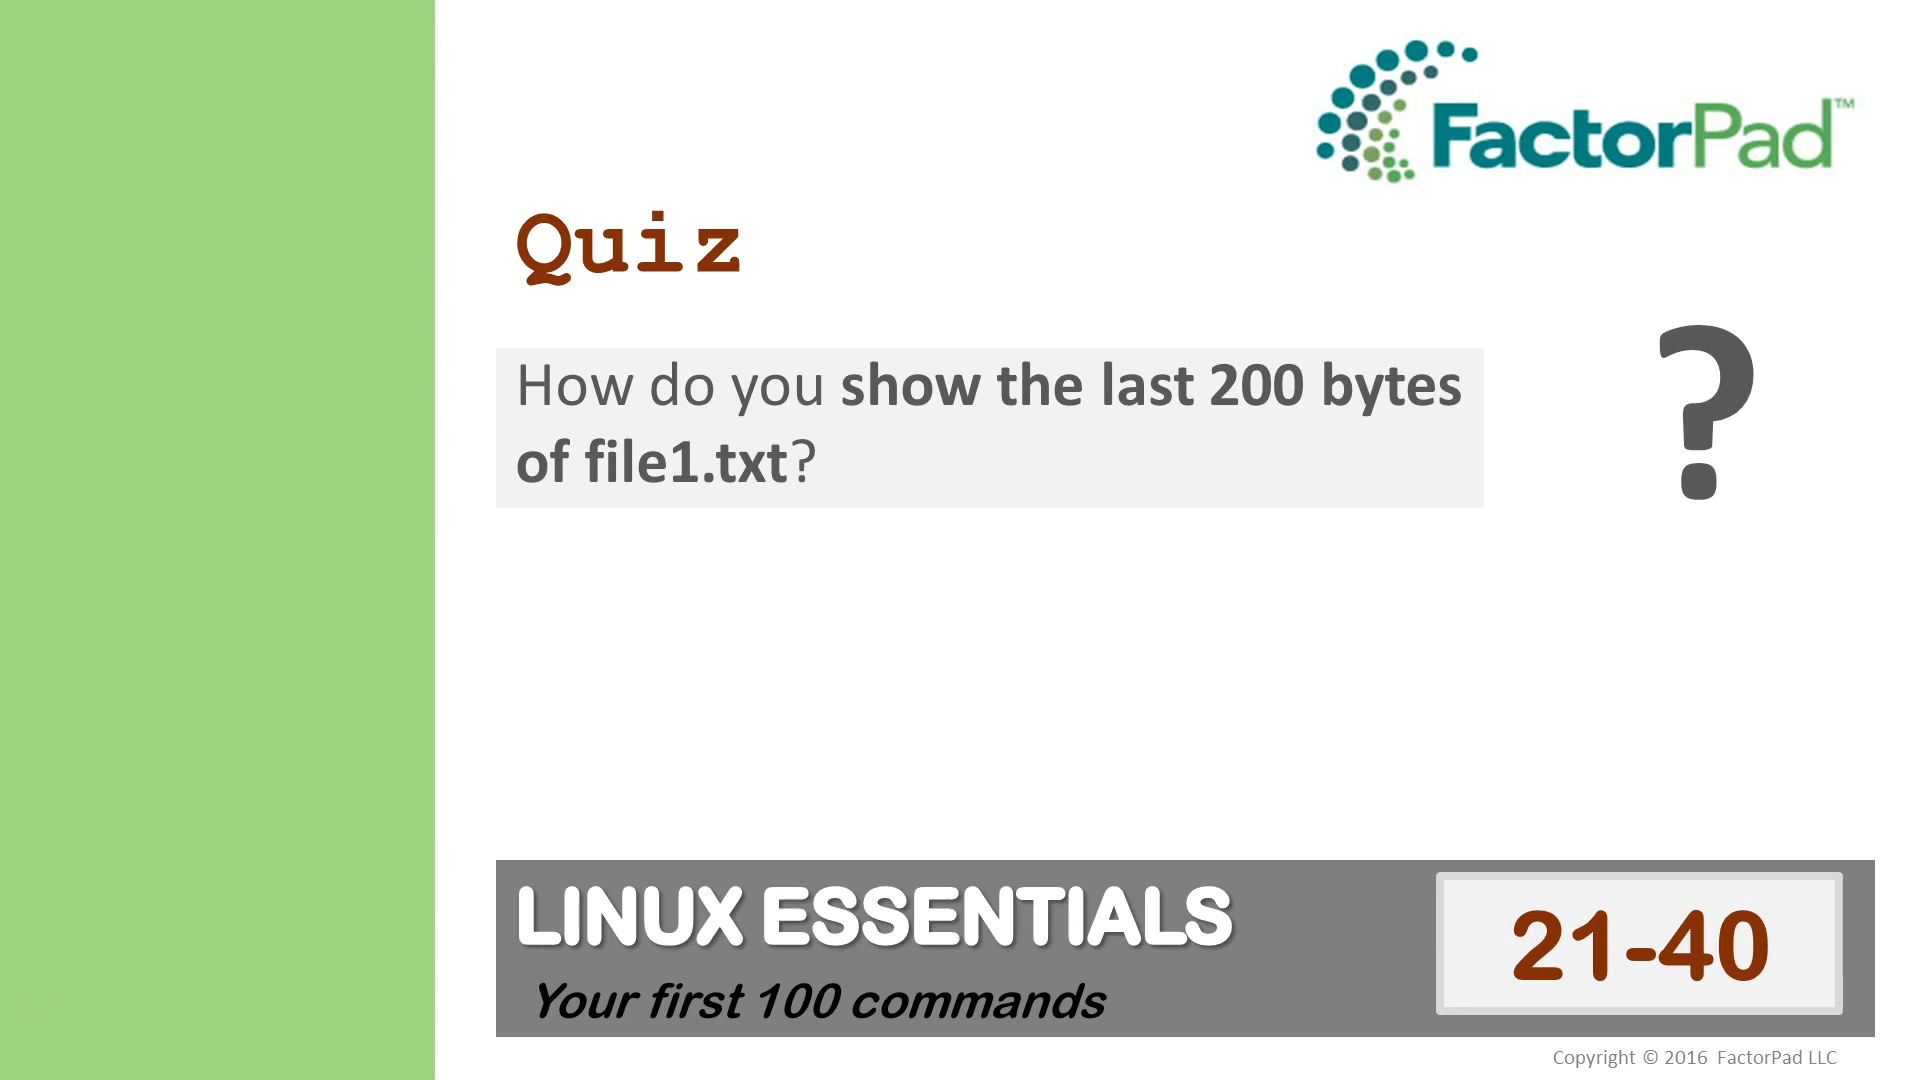 FactorPad™
Quiz
How do you show the last 200 bytes
of file1.txt?
?
LINUX ESSENTIALS
21-40
Your first 100 commands
Copyright © 2016 FactorPad LLC